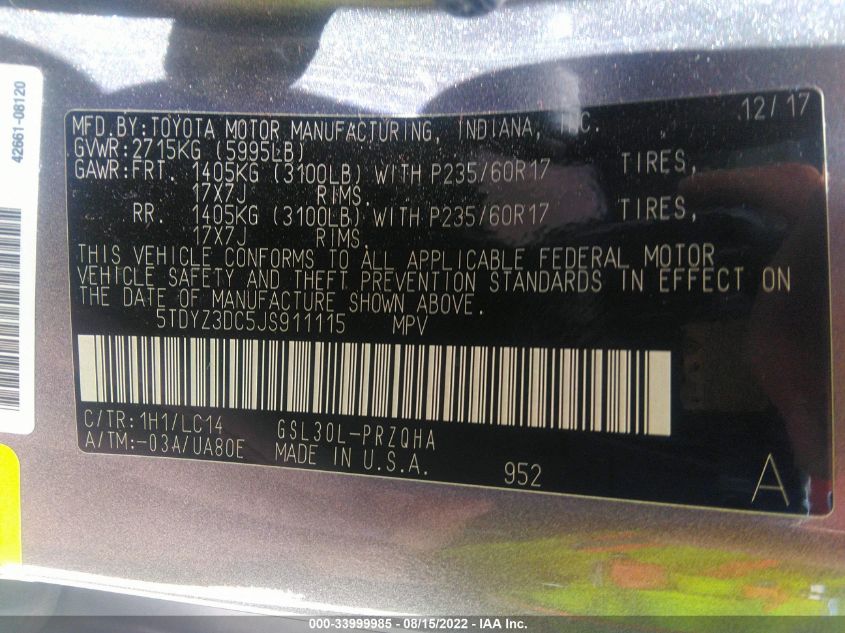 42661-08120
12/17
MFD.BY:TOYOTA MOTOR MANUFACTURING, INDIANA, INC.
GVWR:2715KG (5995LB)
GAWR:FRT. 1405KG (3100LB) WITH P235/60R17 TIRES,
17X7J RIMS.
RR. 1405KG (3100LB) WITH P235/60R17 TIRES,
17X7J RIMS.
THIS VEHICLE CONFORMS TO ALL APPLICABLE FEDERAL MOTOR
VEHICLE SAFETY AND THEFT PREVENTION STANDARDS IN EFFECT ON
THE DATE OF MANUFACTURE SHOWN ABOVE.
5TDYZ3DC5JS911115 MPV
C/TR:1H1/LC14 GSL30L-PRZQHA
A/TM:-03A/UA80E MADE IN U.S.A.
952
A
000-33999985 - 08/15/2022 - IAA Inc.